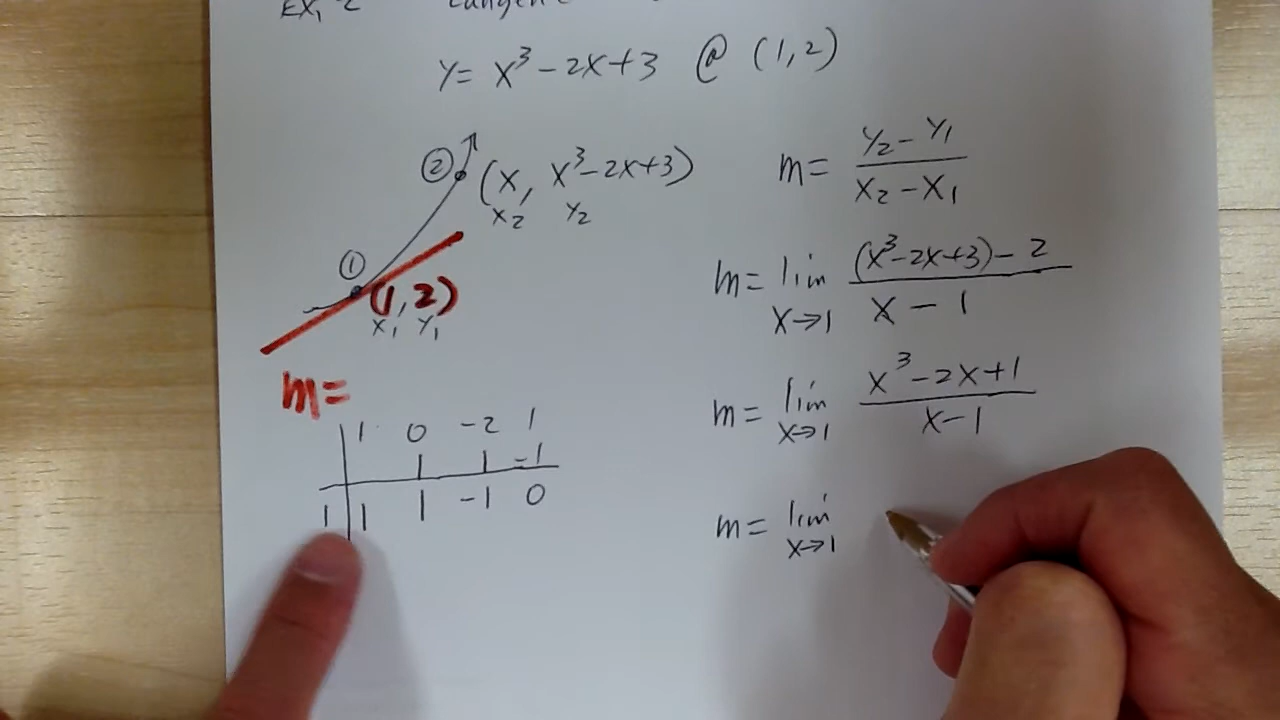 Ex, 2
y= x³-2x+3 @ (1,2)
② (x, x³-2x+3)
x₂ y₂
① (1,2)
x₁ y₁
m=
1 0 -2 1
1 1 -1
1 1 1 -1 0
m= y₂-y₁ / x₂-x₁
m= lim x→1 (x³-2x+3)-2 / x-1
m= lim x→1 x³-2x+1 / x-1
m= lim x→1